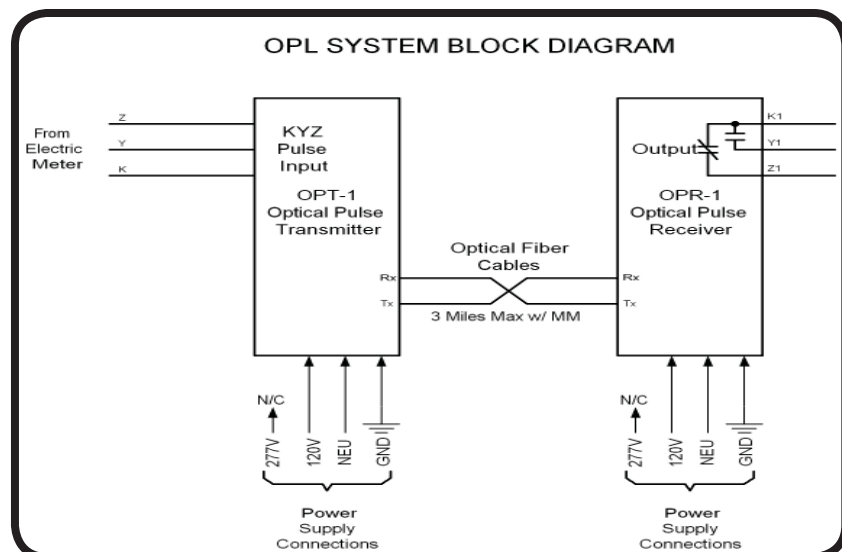 OPL SYSTEM BLOCK DIAGRAM
From
Electric
Meter
Z
Y
K
KYZ
Pulse
Input
OPT-1
Optical Pulse
Transmitter
Rx
Tx
Optical Fiber
Cables
3 Miles Max w/ MM
Output
OPR-1
Optical Pulse
Receiver
Rx
Tx
K1
Y1
Z1
N/C
277V
120V
NEU
GND
Power
Supply
Connections
N/C
277V
120V
NEU
GND
Power
Supply
Connections